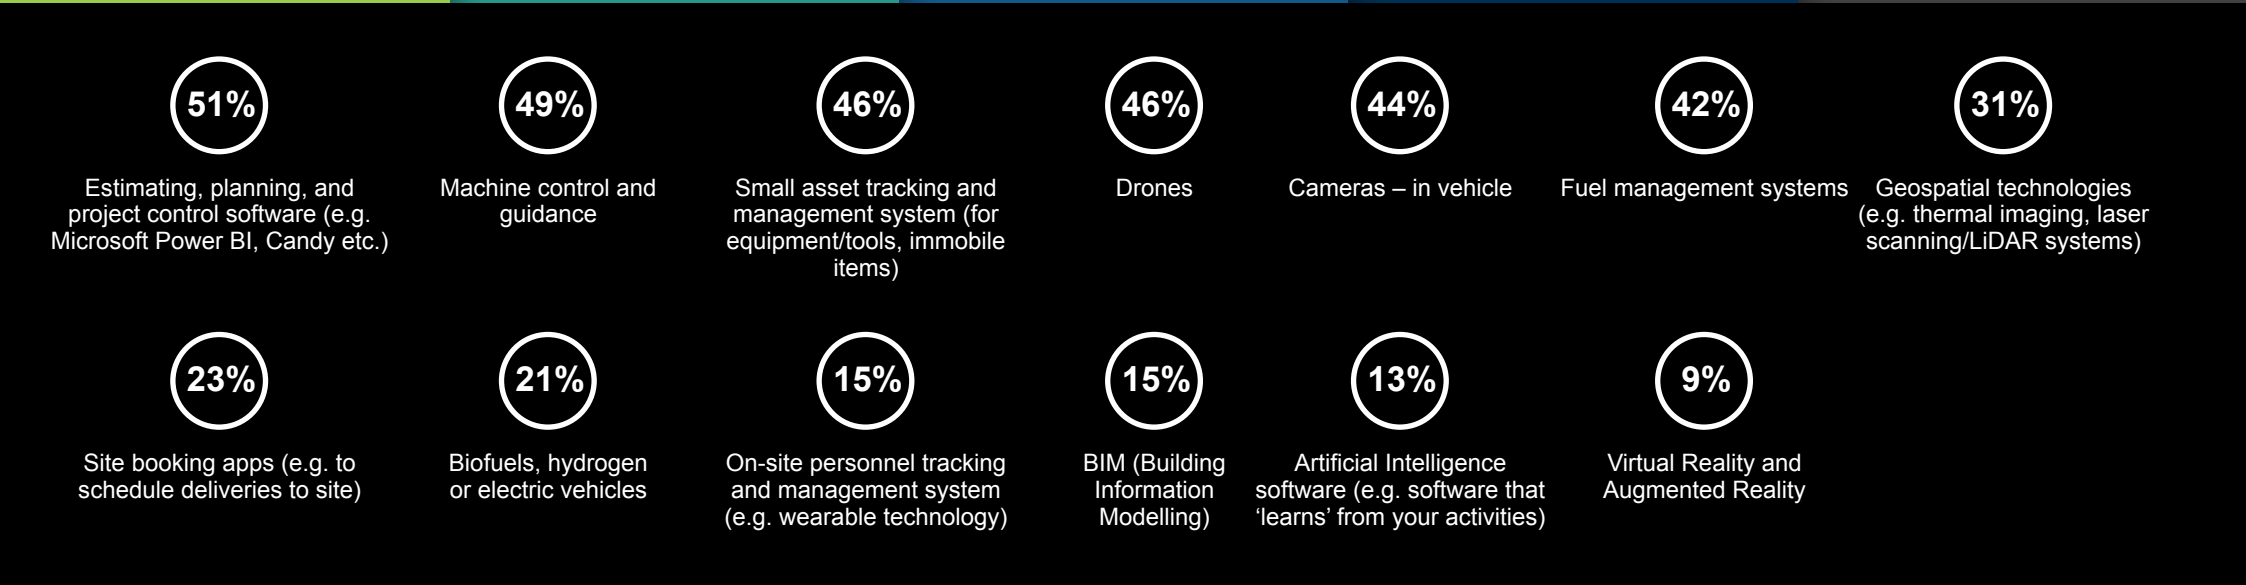 51%
49%
46%
46%
44%
42%
31%
Estimating, planning, and
project control software (e.g.
Microsoft Power BI, Candy etc.)
Machine control and
guidance
Small asset tracking and
management system (for
equipment/tools, immobile
items)
Drones
Cameras – in vehicle
Fuel management systems
Geospatial technologies
(e.g. thermal imaging, laser
scanning/LiDAR systems)
23%
21%
15%
15%
13%
9%
Site booking apps (e.g. to
schedule deliveries to site)
Biofuels, hydrogen
or electric vehicles
On-site personnel tracking
and management system
(e.g. wearable technology)
BIM (Building
Information
Modelling)
Artificial Intelligence
software (e.g. software that
‘learns’ from your activities)
Virtual Reality and
Augmented Reality